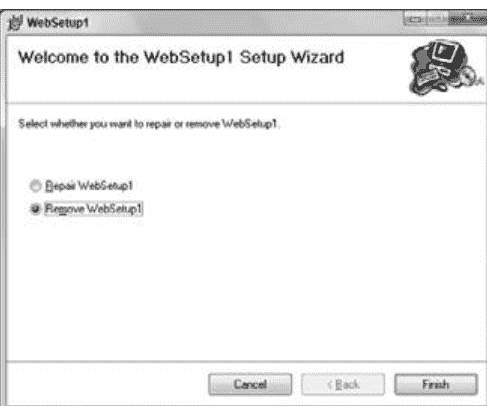 WebSetup1
Welcome to the WebSetup1 Setup Wizard
Select whether you want to repair or remove WebSetup1.
Repair WebSetup1
Remove WebSetup1
Cancel
< Back
Finish